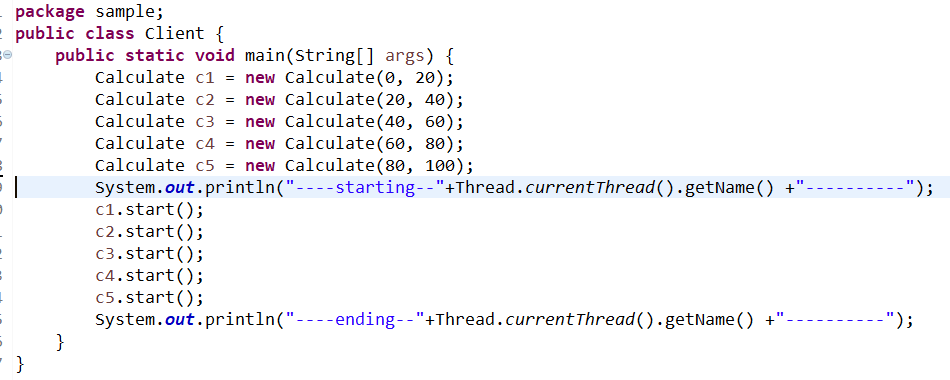 package sample;
public class Client {
    public static void main(String[] args) {
        Calculate c1 = new Calculate(0, 20);
        Calculate c2 = new Calculate(20, 40);
        Calculate c3 = new Calculate(40, 60);
        Calculate c4 = new Calculate(60, 80);
        Calculate c5 = new Calculate(80, 100);
        System.out.println("----starting--"+Thread.currentThread().getName() +"----------");
        c1.start();
        c2.start();
        c3.start();
        c4.start();
        c5.start();
        System.out.println("----ending--"+Thread.currentThread().getName() +"----------");
    }
}